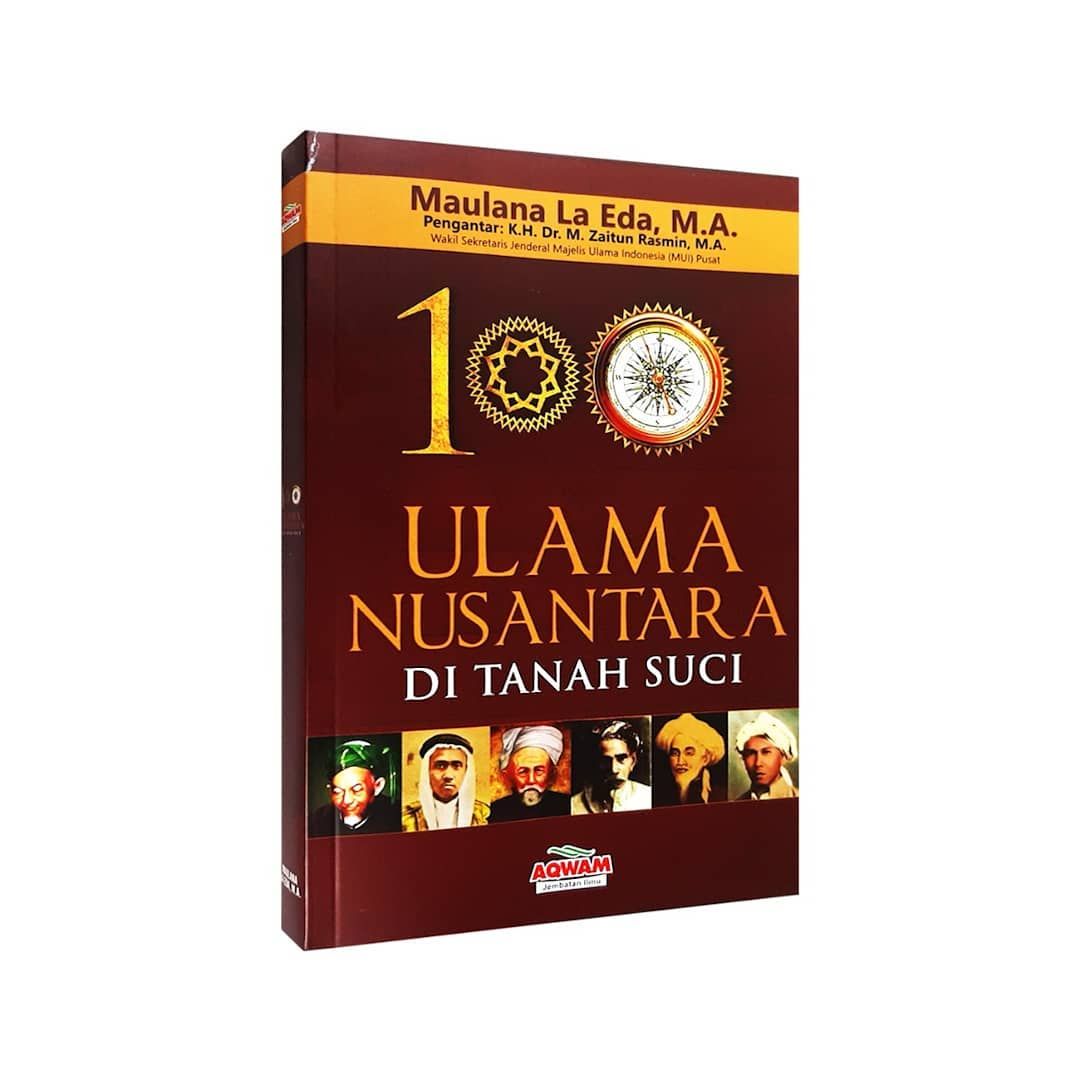 Maulana La Eda, M.A.
Pengantar: K.H. Dr. M. Zaitun Rasmin, M.A.
Wakil Sekretaris Jenderal Majelis Ulama Indonesia (MUI) Pusat
100
ULAMA
NUSANTARA
DI TANAH SUCI
AQWAM
Jembatan Ilmu